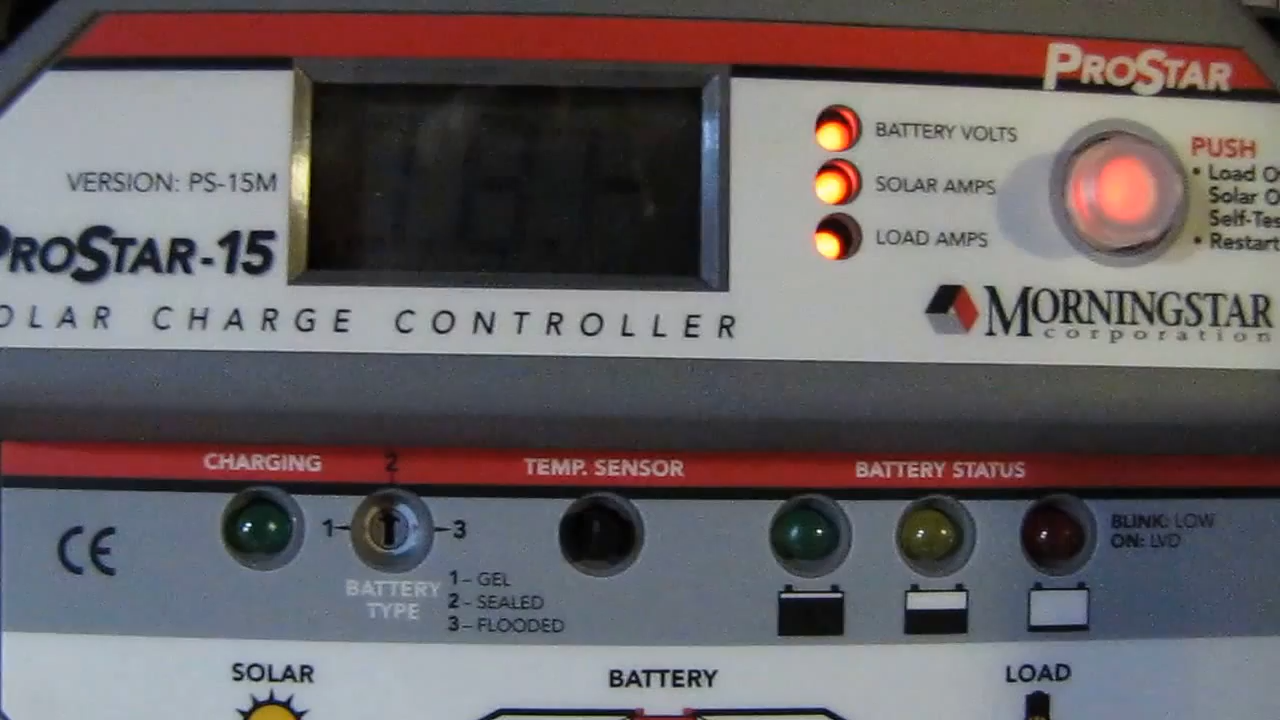 PROSTAR
BATTERY VOLTS
SOLAR AMPS
LOAD AMPS
PUSH
• Load O
Solar O
Self-Tes
• Restart
VERSION: PS-15M
PROSTAR-15
OLAR CHARGE CONTROLLER
MORNINGSTAR
corporation
CHARGING
2
TEMP. SENSOR
BATTERY STATUS
CE
1
3
BLINK: LOW
ON: LVD
BATTERY
TYPE
1 - GEL
2 - SEALED
3 - FLOODED
SOLAR
BATTERY
LOAD